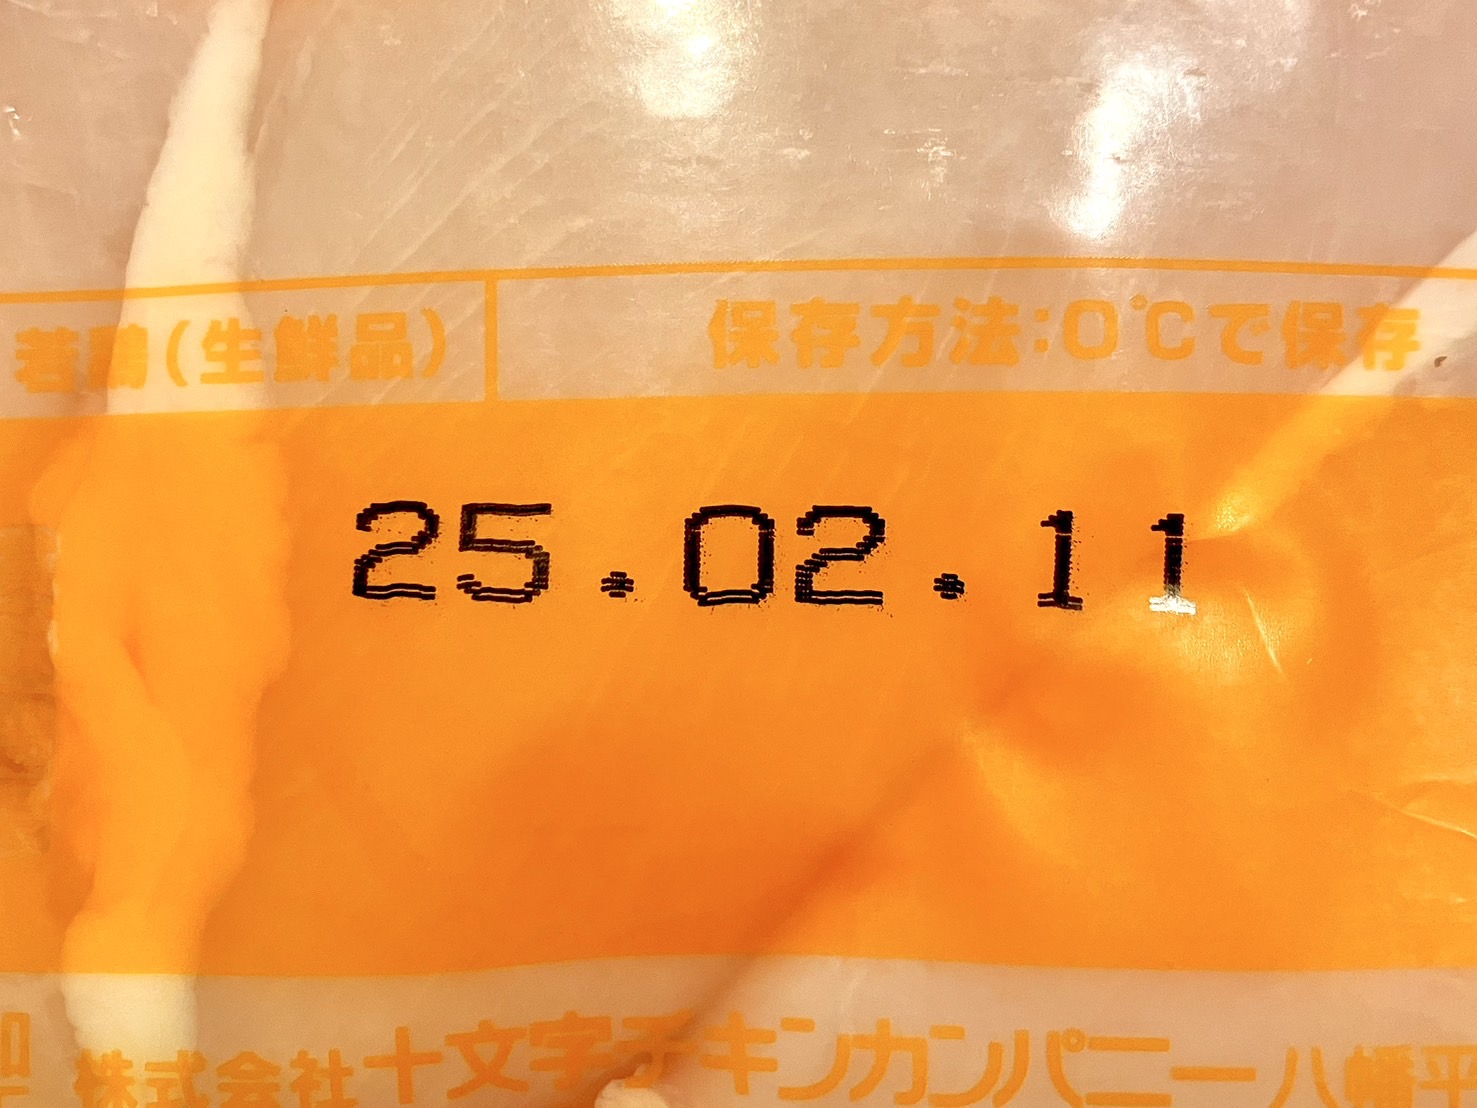 若鶏(生鮮品)
保存方法:0℃で保存
25.02.11
株式会社十文字チキンカンパニー八幡平